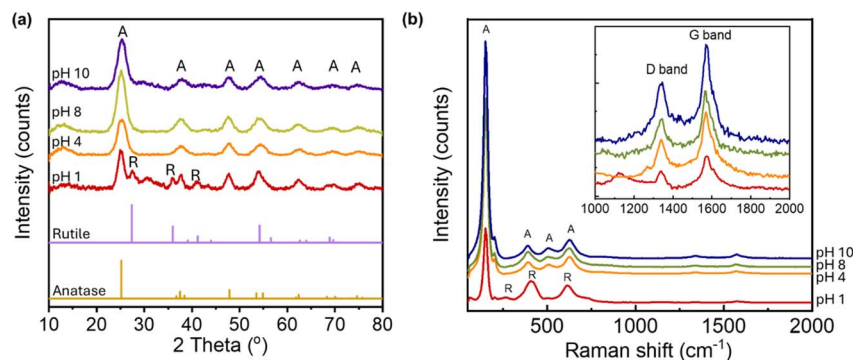 (a)
A
A A A A A A
pH 10
pH 8
pH 4
R
R R
pH 1
Rutile
Anatase
10 20 30 40 50 60 70 80
2 Theta (º)
Intensity (counts)
(b)
A
G band
D band
1000 1200 1400 1600 1800 2000
A A A
pH 10
pH 8
pH 4
R R R
pH 1
500 1000 1500 2000
Raman shift (cm⁻¹)
Intensity (counts)